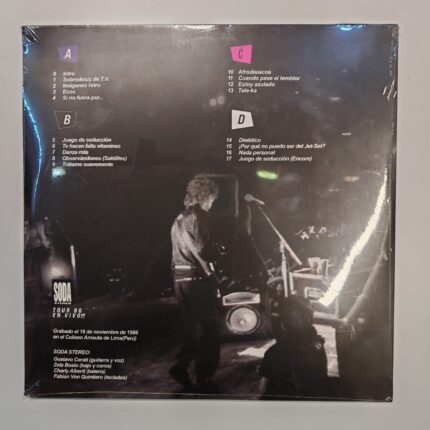 A
0 Intro
1 Sobredosis de T.V.
2 Imágenes retro
3 Ecos
4 Si no fuera por...
B
5 Juego de seducción
6 Te hacen falta vitaminas
7 Danza rota
8 Observándonos (Satélites)
9 Trátame suavemente
C
10 Afrodisíacos
11 Cuando pase el temblor
12 Estoy azulado
13 Tele-ka
D
14 Dietético
15 ¿Por qué no puedo ser del Jet-Set?
16 Nada personal
17 Juego de seducción (Encore)
SODA
STEREO
TOUR 86
EN VIVO!!!
Grabado el 16 de noviembre de 1986
en el Coliseo Amauta de Lima(Perú)
SODA STEREO:
Gustavo Cerati (guitarra y voz)
Zeta Bosio (bajo y coros)
Charly Alberti (batería)
Fabian Von Quintiero (teclados)